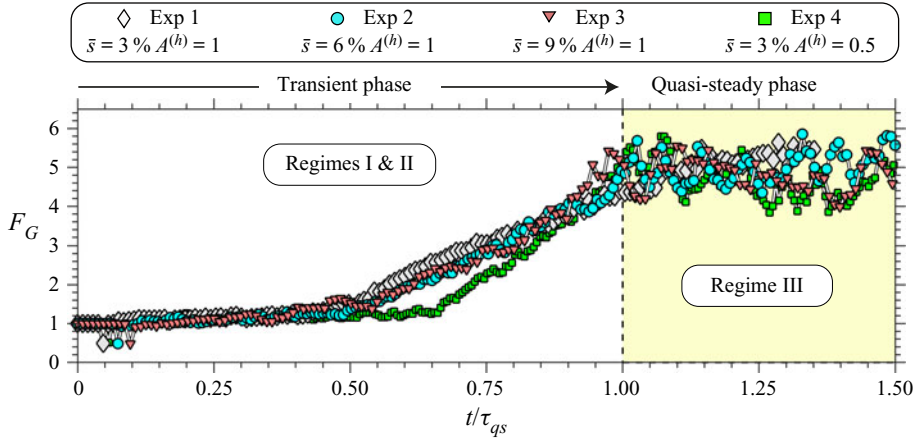 Exp 1 Exp 2 Exp 3 Exp 4
s̄ = 3 % A^(h) = 1 s̄ = 6 % A^(h) = 1 s̄ = 9 % A^(h) = 1 s̄ = 3 % A^(h) = 0.5
Transient phase Quasi-steady phase
6
Regimes I & II
5
4
F_G
3
2
Regime III
1
0
0 0.25 0.50 0.75 1.00 1.25 1.50
t/τ_qs